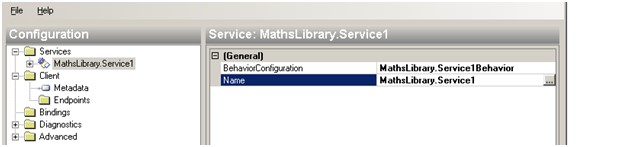 File Help
Configuration
Services
MathsLibrary.Service1
Client
Metadata
Endpoints
Bindings
Diagnostics
Advanced
Service: MathsLibrary.Service1
(General)
BehaviorConfiguration MathsLibrary.Service1Behavior
Name MathsLibrary.Service1 ...